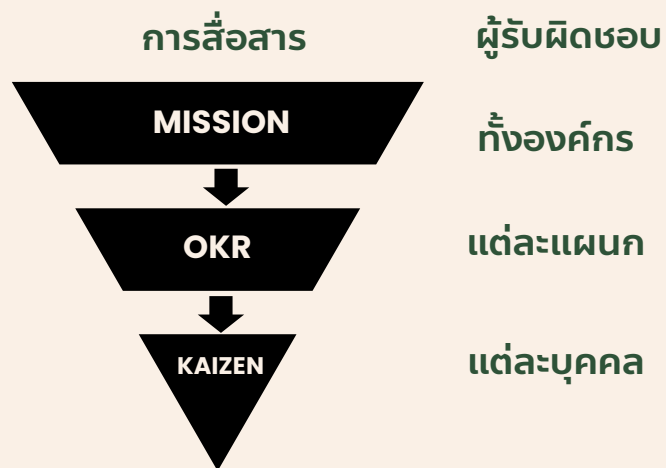 การสื่อสาร ผู้รับผิดชอบ
MISSION ทั้งองค์กร
OKR แต่ละแผนก
KAIZEN แต่ละบุคคล